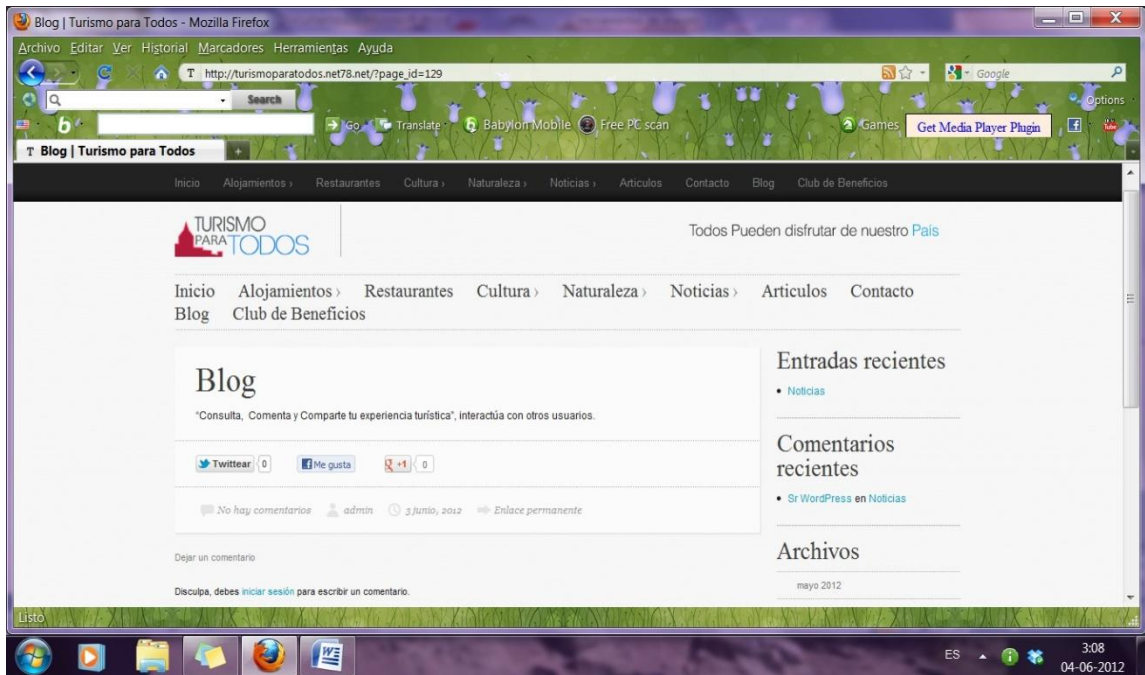 Blog | Turismo para Todos - Mozilla Firefox
Archivo Editar Ver Historial Marcadores Herramientas Ayuda
T http://turismoparatodos.net78.net/?page_id=129 Google
Search Options
b Go Translate Babylon Mobile Free PC scan Games Get Media Player Plugin
T Blog | Turismo para Todos
Inicio Alojamientos › Restaurantes Cultura › Naturaleza › Noticias › Articulos Contacto Blog Club de Beneficios
TURISMO
PARA TODOS
Todos Pueden disfrutar de nuestro Pais
Inicio Alojamientos › Restaurantes Cultura › Naturaleza › Noticias › Articulos Contacto
Blog Club de Beneficios
Blog
"Consulta, Comenta y Comparte tu experiencia turística", interactúa con otros usuarios.
Twittear 0 Me gusta +1 0
No hay comentarios admin 3 junio, 2012 Enlace permanente
Dejar un comentario
Disculpa, debes iniciar sesión para escribir un comentario.
Entradas recientes
• Noticias
Comentarios
recientes
• Sr WordPress en Noticias
Archivos
mayo 2012
Listo
ES 3:08
04-06-2012